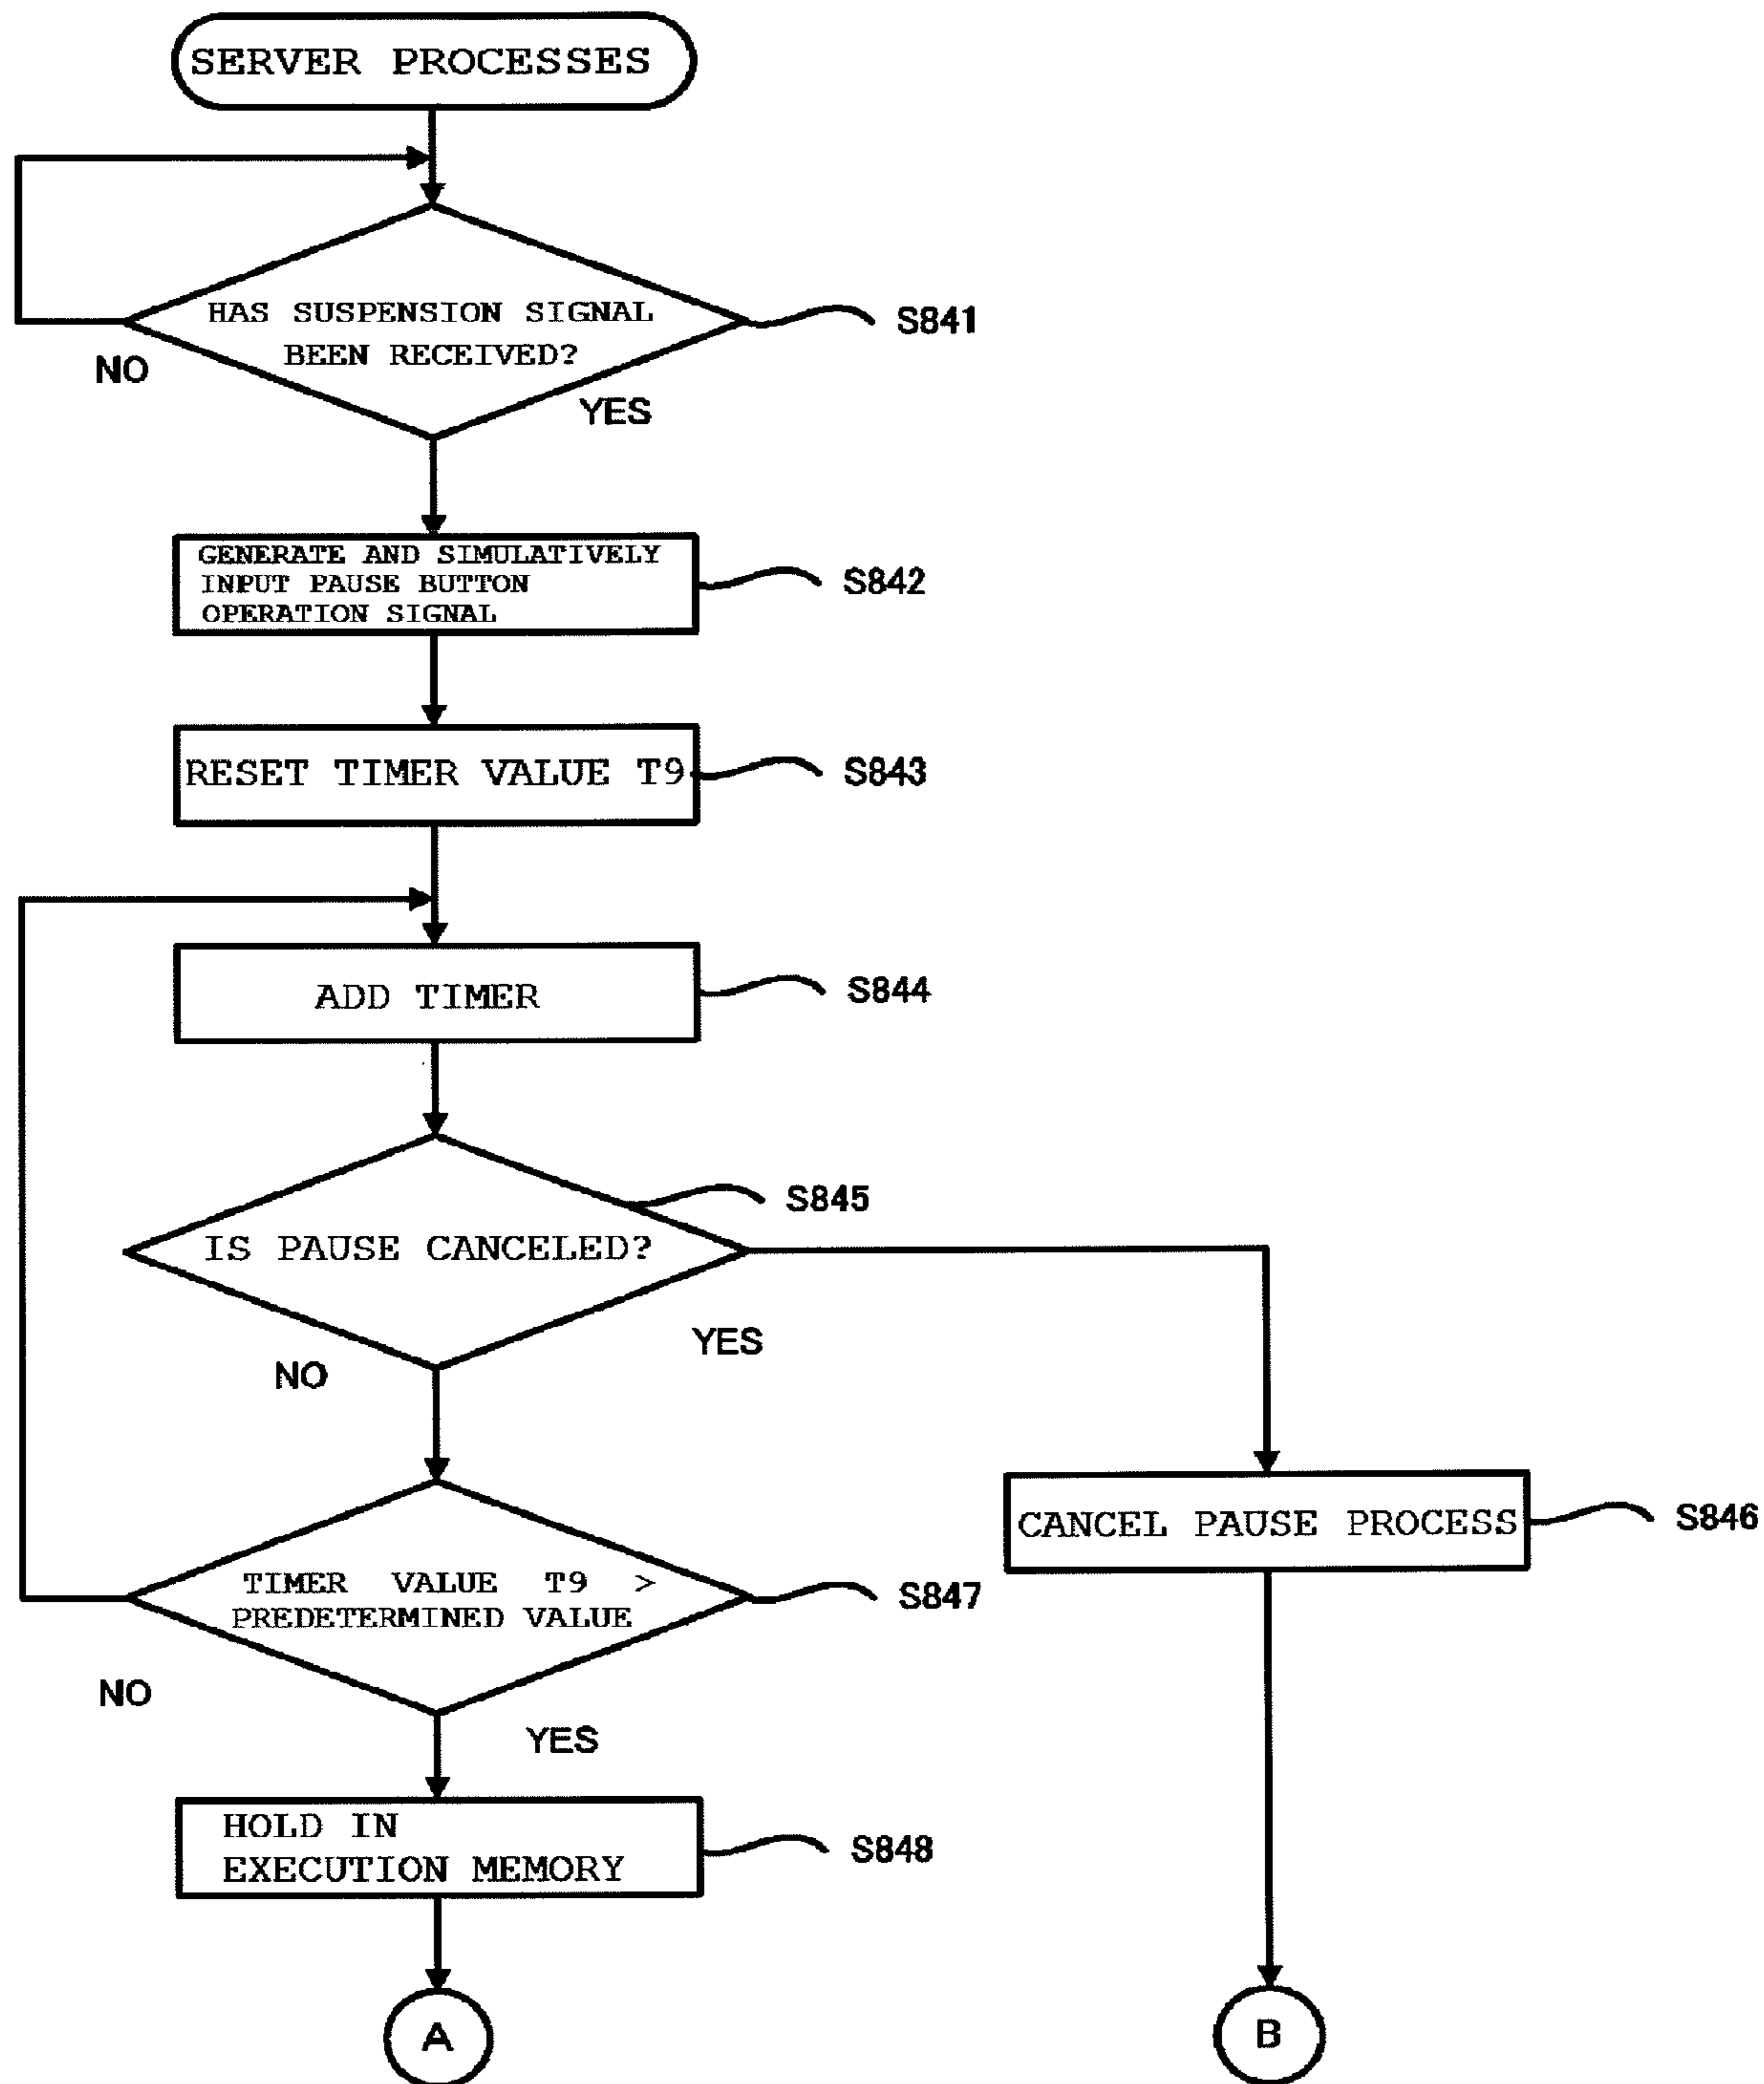 SERVER PROCESSES
HAS SUSPENSION SIGNAL
BEEN RECEIVED?
S841
NO
YES
GENERATE AND SIMULATIVELY
INPUT PAUSE BUTTON
OPERATION SIGNAL
S842
RESET TIMER VALUE T9
S843
ADD TIMER
S844
S845
IS PAUSE CANCELED?
YES
NO
CANCEL PAUSE PROCESS
S846
TIMER VALUE T9 >
PREDETERMINED VALUE
S847
NO
YES
HOLD IN
EXECUTION MEMORY
S848
A
B